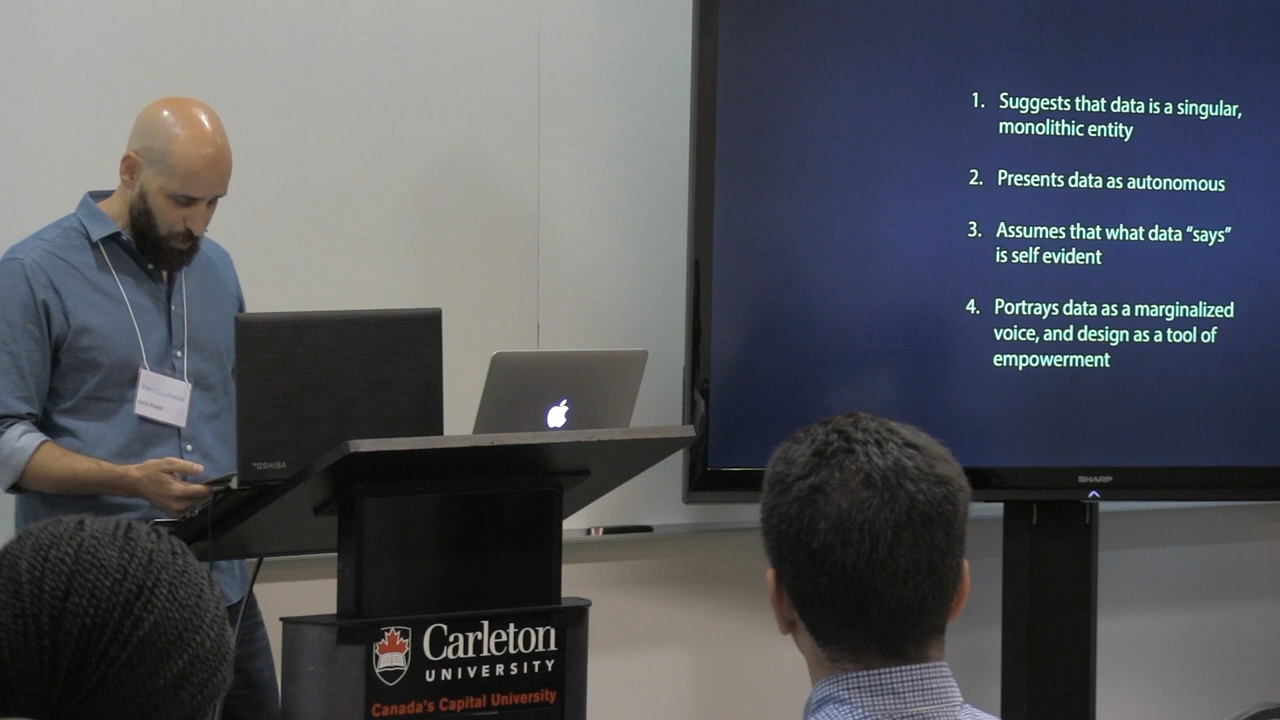 1. Suggests that data is a singular,
monolithic entity
2. Presents data as autonomous
3. Assumes that what data “says”
is self evident
4. Portrays data as a marginalized
voice, and design as a tool of
empowerment
SHARP
TOSHIBA
DATA POWER
Carleton
UNIVERSITY
Canada's Capital University